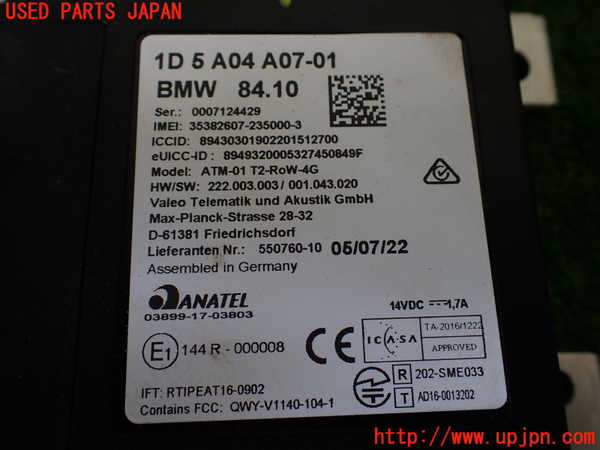 USED PARTS JAPAN
1D 5 A04 A07-01
BMW 84.10
Ser.: 0007124429
IMEI: 35382607-235000-3
ICCID: 89430301902201512700
eUICC-ID: 8949320005327450849F
Model: ATM-01 T2-RoW-4G
HW/SW: 222.003.003/001.043.020
Valeo Telematik und Akustik GmbH
Max-Planck-Strasse 28-32
D-61381 Friedrichsdorf
Lieferanten Nr.: 550760-10 05/07/22
Assembled in Germany
ANATEL
03899-17-03803
14VDC 1,7A
E1 144 R - 000008
CE
ICASA
TA-2016/1222
APPROVED
R 202-SME033
T AD16-0013202
IFT: RTIPEAT16-0902
Contains FCC: QWY-V1140-104-1
http://www.upjpn.com/